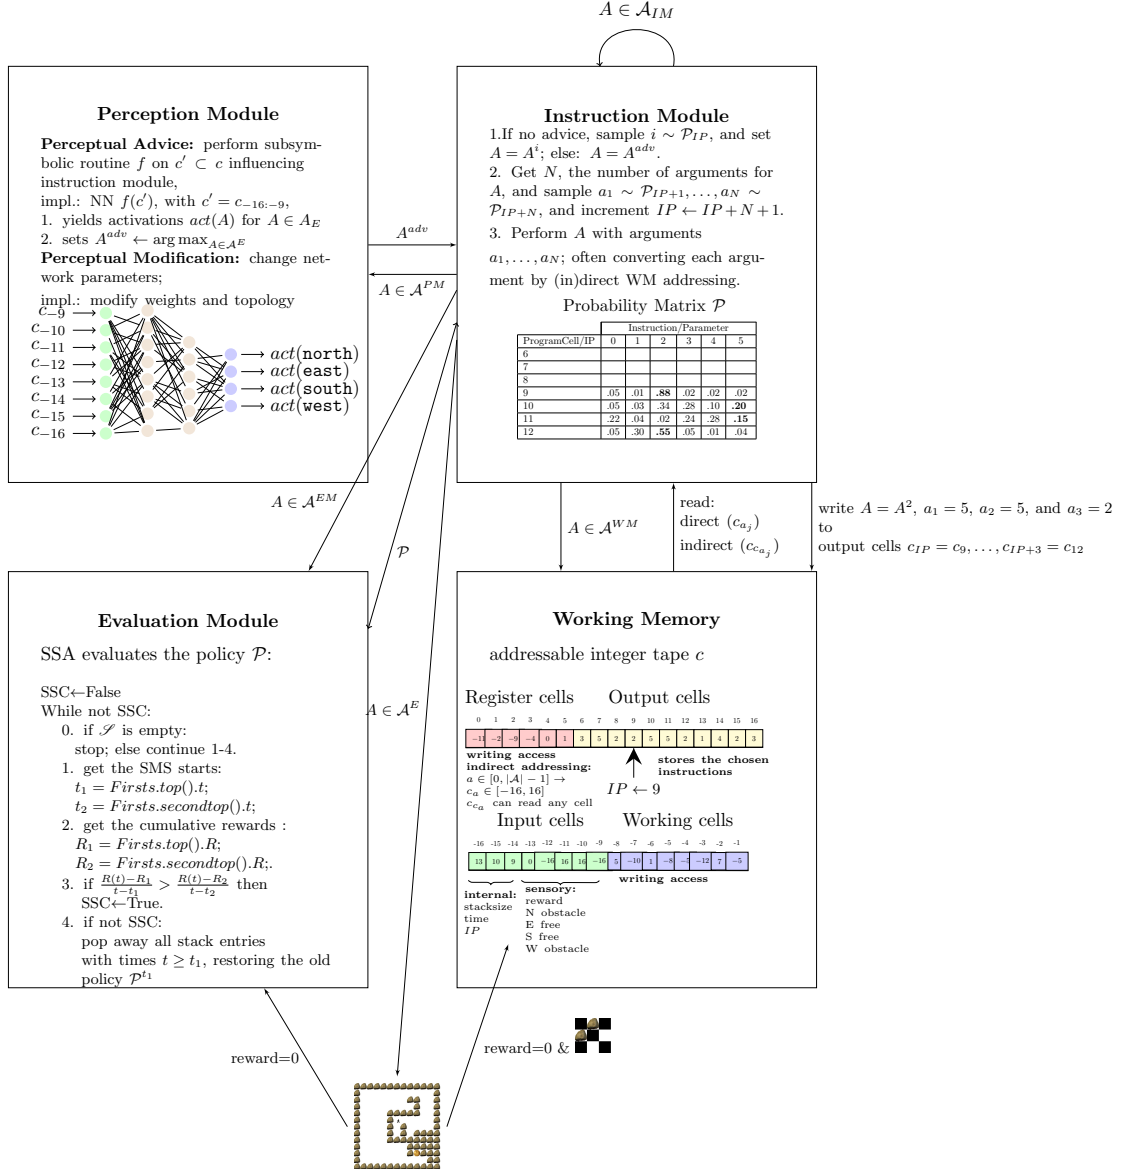 A ∈ 𝒜_{IM}
Perception Module
Perceptual Advice: perform subsym-
bolic routine f on c′ ⊂ c influencing
instruction module,
impl.: NN f(c′), with c′ = c_{−16:−9},
1. yields activations act(A) for A ∈ A_E
2. sets A^{adv} ← arg max_{A∈𝒜^E}
Perceptual Modification: change net-
work parameters;
impl.: modify weights and topology
c_{−9}
c_{−10}
c_{−11}
c_{−12}
c_{−13}
c_{−14}
c_{−15}
c_{−16}
act(north)
act(east)
act(south)
act(west)
A^{adv}
A ∈ 𝒜^{PM}
Instruction Module
1.If no advice, sample i ∼ 𝒫_{IP}, and set
A = A^i; else: A = A^{adv}.
2. Get N, the number of arguments for
A, and sample a_1 ∼ 𝒫_{IP+1}, . . . , a_N ∼
𝒫_{IP+N}, and increment IP ← IP + N + 1.
3. Perform A with arguments
a_1, . . . , a_N; often converting each argu-
ment by (in)direct WM addressing.
Probability Matrix 𝒫
Instruction/Parameter
ProgramCell/IP 0 1 2 3 4 5
6
7
8
9 .05 .01 .88 .02 .02 .02
10 .05 .03 .34 .28 .10 .20
11 .22 .04 .02 .24 .28 .15
12 .05 .30 .55 .05 .01 .04
A ∈ 𝒜^{EM}
𝒫
A ∈ 𝒜^E
A ∈ 𝒜^{WM}
read:
direct (c_{a_j})
indirect (c_{c_{a_j}})
write A = A^2, a_1 = 5, a_2 = 5, and a_3 = 2
to
output cells c_{IP} = c_9, . . . , c_{IP+3} = c_{12}
Evaluation Module
SSA evaluates the policy 𝒫:
SSC←False
While not SSC:
0. if 𝒮 is empty:
stop; else continue 1-4.
1. get the SMS starts:
t_1 = Firsts.top().t;
t_2 = Firsts.secondtop().t;
2. get the cumulative rewards :
R_1 = Firsts.top().R;
R_2 = Firsts.secondtop().R;.
3. if \frac{R(t)−R_1}{t−t_1} > \frac{R(t)−R_2}{t−t_2} then
SSC←True.
4. if not SSC:
pop away all stack entries
with times t ≥ t_1, restoring the old
policy 𝒫^{t_1}
Working Memory
addressable integer tape c
Register cells Output cells
0 1 2 3 4 5 6 7 8 9 10 11 12 13 14 15 16
−11 −2 −9 −4 0 1 3 5 2 2 5 5 2 1 4 2 3
writing access
indirect addressing:
a ∈ [0, |𝒜| − 1] →
c_a ∈ [−16, 16]
c_{c_a} can read any cell
IP ← 9
stores the chosen
instructions
Input cells Working cells
-16 -15 -14 -13 -12 -11 -10 -9 -8 -7 -6 -5 -4 -3 -2 -1
13 10 9 0 −16 16 16 −16 5 −10 1 −8 −5 −12 7 −5
writing access
internal:
stacksize
time
IP
sensory:
reward
N obstacle
E free
S free
W obstacle
reward=0
reward=0 &